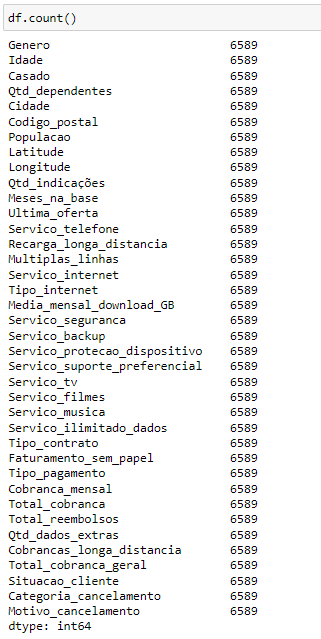 df.count()
Genero 6589
Idade 6589
Casado 6589
Qtd_dependentes 6589
Cidade 6589
Codigo_postal 6589
Populacao 6589
Latitude 6589
Longitude 6589
Qtd_indicações 6589
Meses_na_base 6589
Ultima_oferta 6589
Servico_telefone 6589
Recarga_longa_distancia 6589
Multiplas_linhas 6589
Servico_internet 6589
Tipo_internet 6589
Media_mensal_download_GB 6589
Servico_seguranca 6589
Servico_backup 6589
Servico_protecao_dispositivo 6589
Servico_suporte_preferencial 6589
Servico_tv 6589
Servico_filmes 6589
Servico_musica 6589
Servico_ilimitado_dados 6589
Tipo_contrato 6589
Faturamento_sem_papel 6589
Tipo_pagamento 6589
Cobranca_mensal 6589
Total_cobranca 6589
Total_reembolsos 6589
Qtd_dados_extras 6589
Cobrancas_longa_distancia 6589
Total_cobranca_geral 6589
Situacao_cliente 6589
Categoria_cancelamento 6589
Motivo_cancelamento 6589
dtype: int64